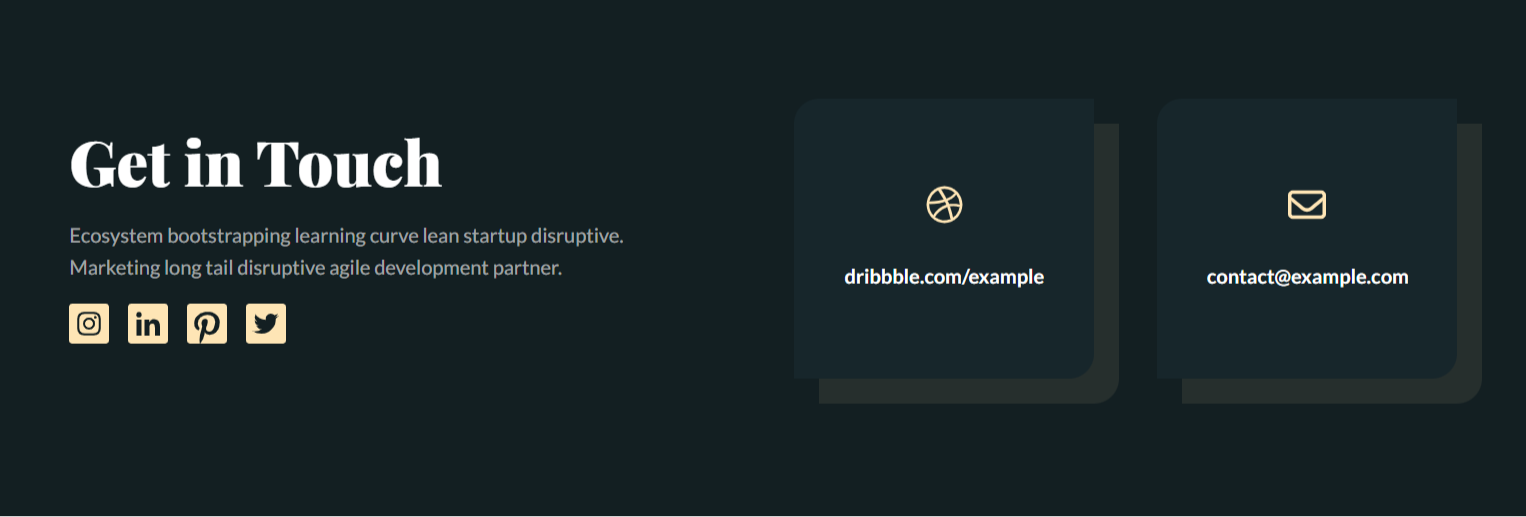 Get in Touch
Ecosystem bootstrapping learning curve lean startup disruptive.
Marketing long tail disruptive agile development partner.
in
dribbble.com/example
contact@example.com